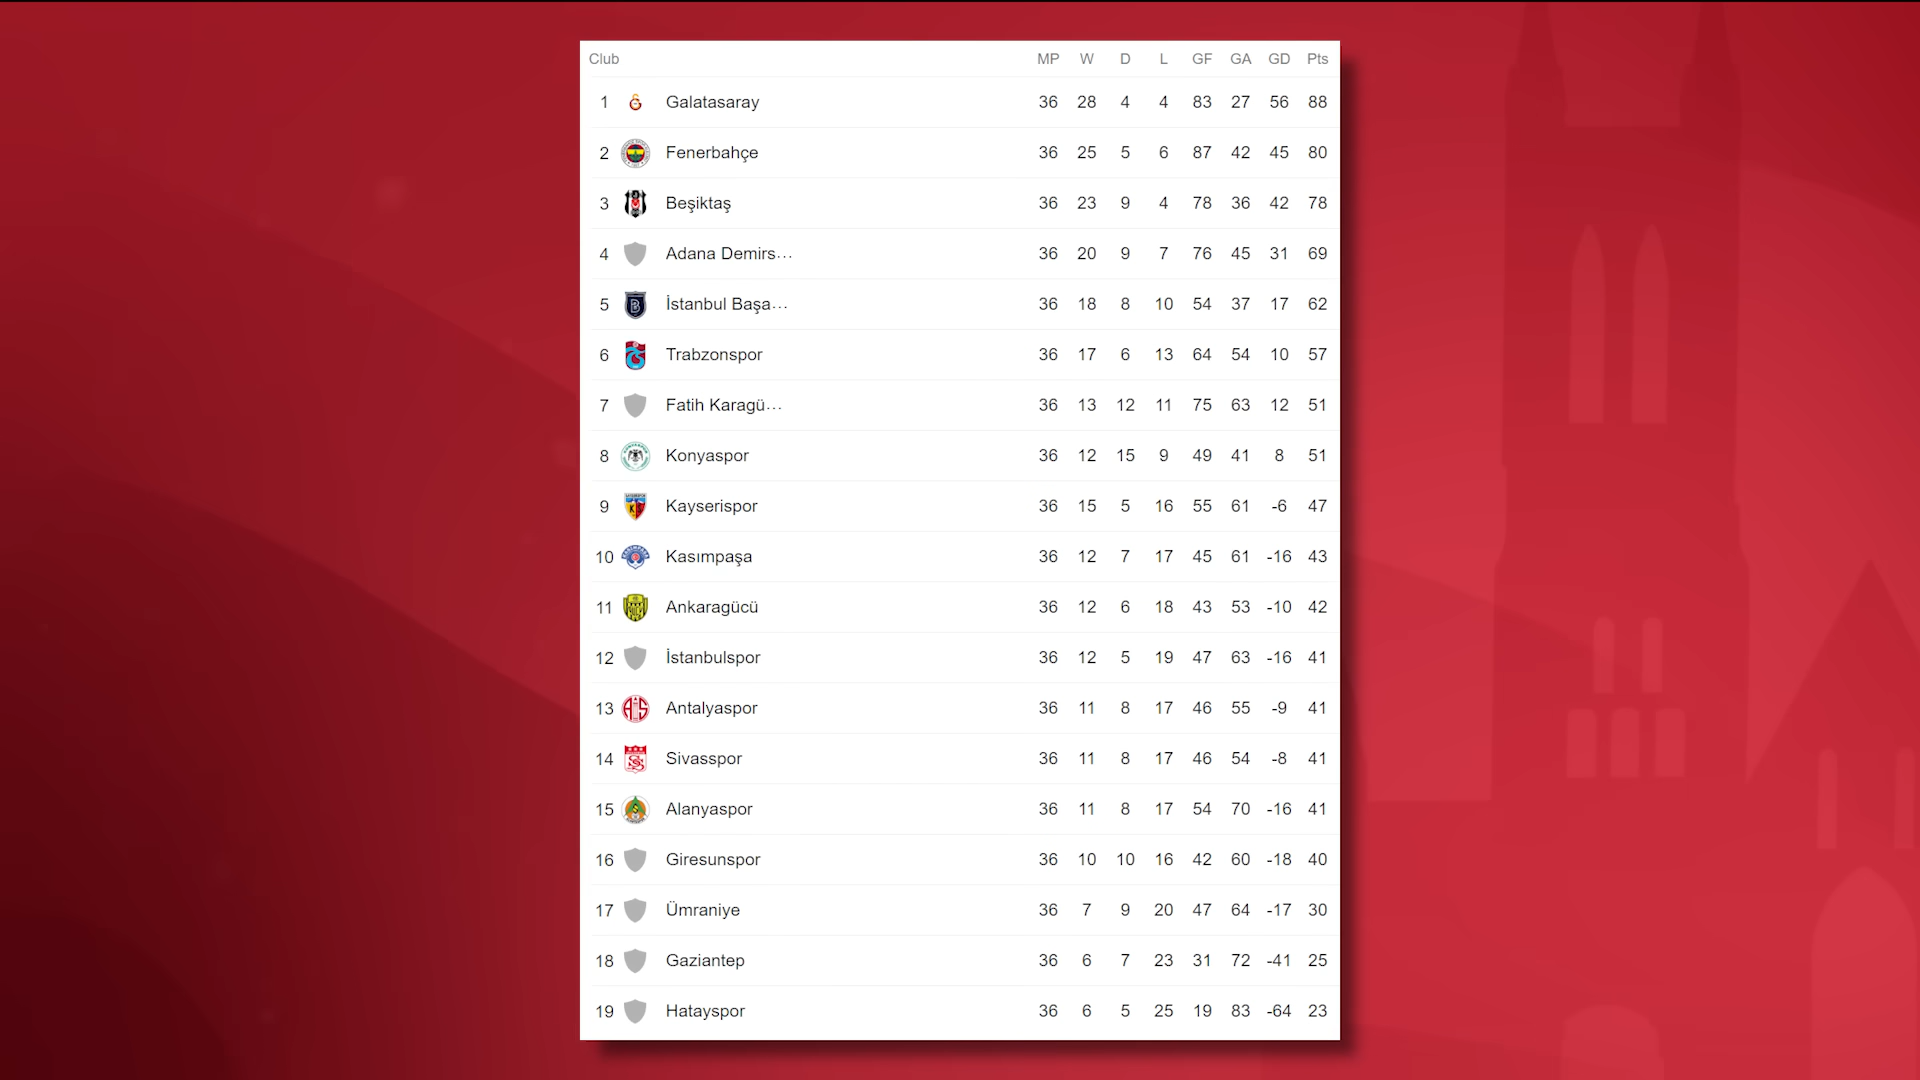 Club MP W D L GF GA GD Pts
1 Galatasaray 36 28 4 4 83 27 56 88
2 Fenerbahçe 36 25 5 6 87 42 45 80
3 Beşiktaş 36 23 9 4 78 36 42 78
4 Adana Demirs... 36 20 9 7 76 45 31 69
5 İstanbul Başa... 36 18 8 10 54 37 17 62
6 Trabzonspor 36 17 6 13 64 54 10 57
7 Fatih Karagü... 36 13 12 11 75 63 12 51
8 Konyaspor 36 12 15 9 49 41 8 51
9 Kayserispor 36 15 5 16 55 61 -6 47
10 Kasımpaşa 36 12 7 17 45 61 -16 43
11 Ankaragücü 36 12 6 18 43 53 -10 42
12 İstanbulspor 36 12 5 19 47 63 -16 41
13 Antalyaspor 36 11 8 17 46 55 -9 41
14 Sivasspor 36 11 8 17 46 54 -8 41
15 Alanyaspor 36 11 8 17 54 70 -16 41
16 Giresunspor 36 10 10 16 42 60 -18 40
17 Ümraniye 36 7 9 20 47 64 -17 30
18 Gaziantep 36 6 7 23 31 72 -41 25
19 Hatayspor 36 6 5 25 19 83 -64 23